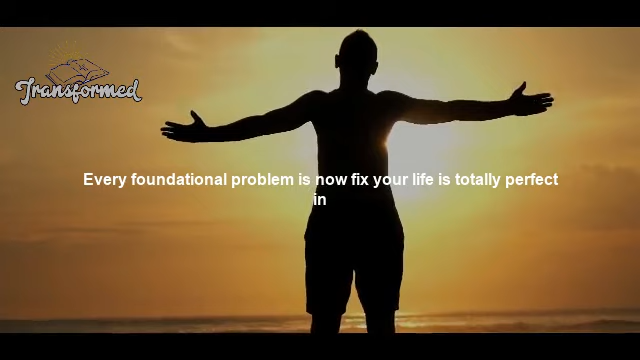 Transformed
Every foundational problem is now fix your life is totally perfect
in